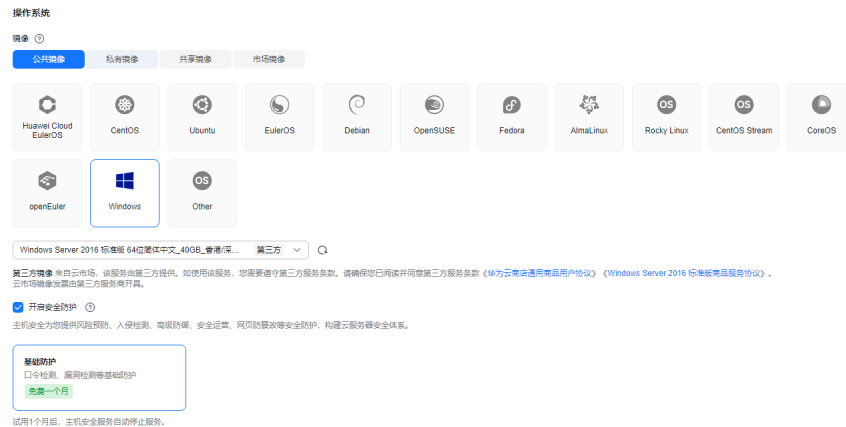 操作系统
镜像 ?
公共镜像 私有镜像 共享镜像 市场镜像
Huawei Cloud EulerOS CentOS Ubuntu EulerOS Debian OpenSUSE Fedora AlmaLinux OS Rocky Linux OS CentOS Stream CoreOS
openEuler Windows OS Other
Windows Server 2016 标准版 64位简体中文_40GB_香港/深... 第三方
第三方镜像 来自云市场，该服务由第三方提供。如使用该服务，您需要遵守第三方服务条款。请确保您已阅读并同意第三方服务条款《华为云商店通用商品用户协议》 《Windows Server 2016 标准版商品服务协议》。
云市场镜像发票由第三方服务商开具。
开启安全防护 ?
主机安全为您提供风险预防、入侵检测、高级防御、安全运营、网页防篡改等安全防护，构建云服务器安全体系。
基础防护
口令检测、漏洞检测等基础防护
免费一个月
试用1个月后，主机安全服务自动停止服务。